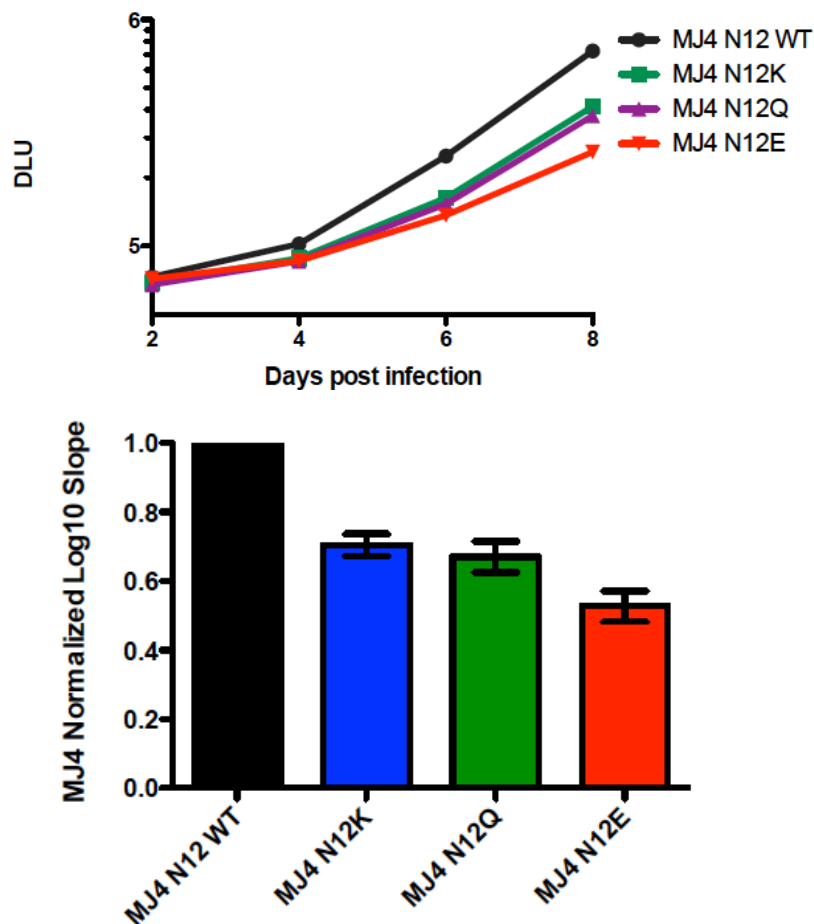 6
5
DLU
2 4 6 8
Days post infection
MJ4 N12 WT
MJ4 N12K
MJ4 N12Q
MJ4 N12E
MJ4 Normalized Log10 Slope
1.0
0.8
0.6
0.4
0.2
0.0
MJ4 N12 WT
MJ4 N12K
MJ4 N12Q
MJ4 N12E